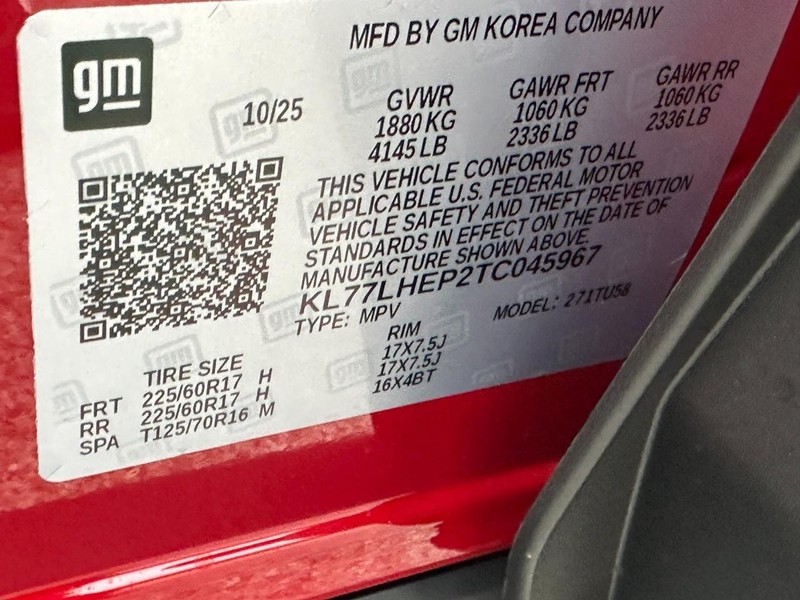 gm
MFD BY GM KOREA COMPANY
10/25
GVWR GAWR FRT GAWR RR
1880 KG 1060 KG 1060 KG
4145 LB 2336 LB 2336 LB
THIS VEHICLE CONFORMS TO ALL
APPLICABLE U.S. FEDERAL MOTOR
VEHICLE SAFETY AND THEFT PREVENTION
STANDARDS IN EFFECT ON THE DATE OF
MANUFACTURE SHOWN ABOVE.
KL77LHEP2TC045967
TYPE: MPV MODEL: 271TU58
TIRE SIZE RIM
FRT 225/60R17 H 17X7.5J
RR 225/60R17 H 17X7.5J
SPA T125/70R16 M 16X4BT